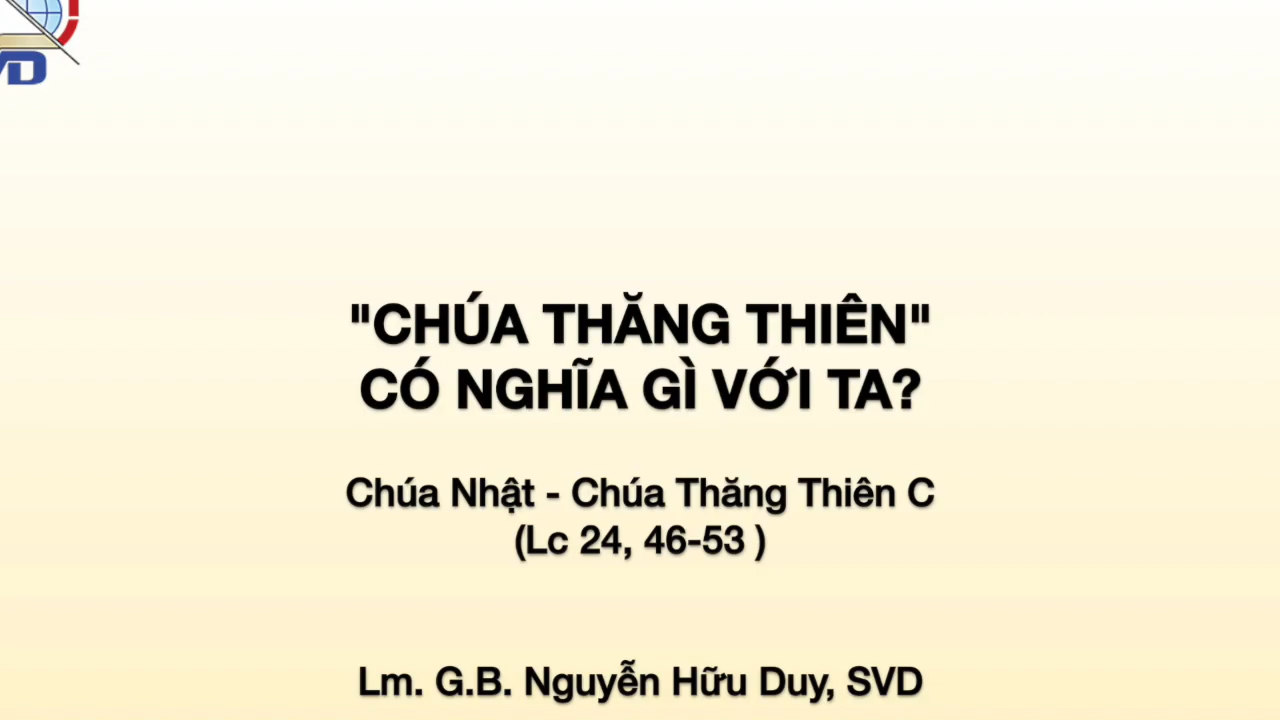 VD
"CHÚA THĂNG THIÊN"
CÓ NGHĨA GÌ VỚI TA?
Chúa Nhật - Chúa Thăng Thiên C
(Lc 24, 46-53 )
Lm. G.B. Nguyễn Hữu Duy, SVD